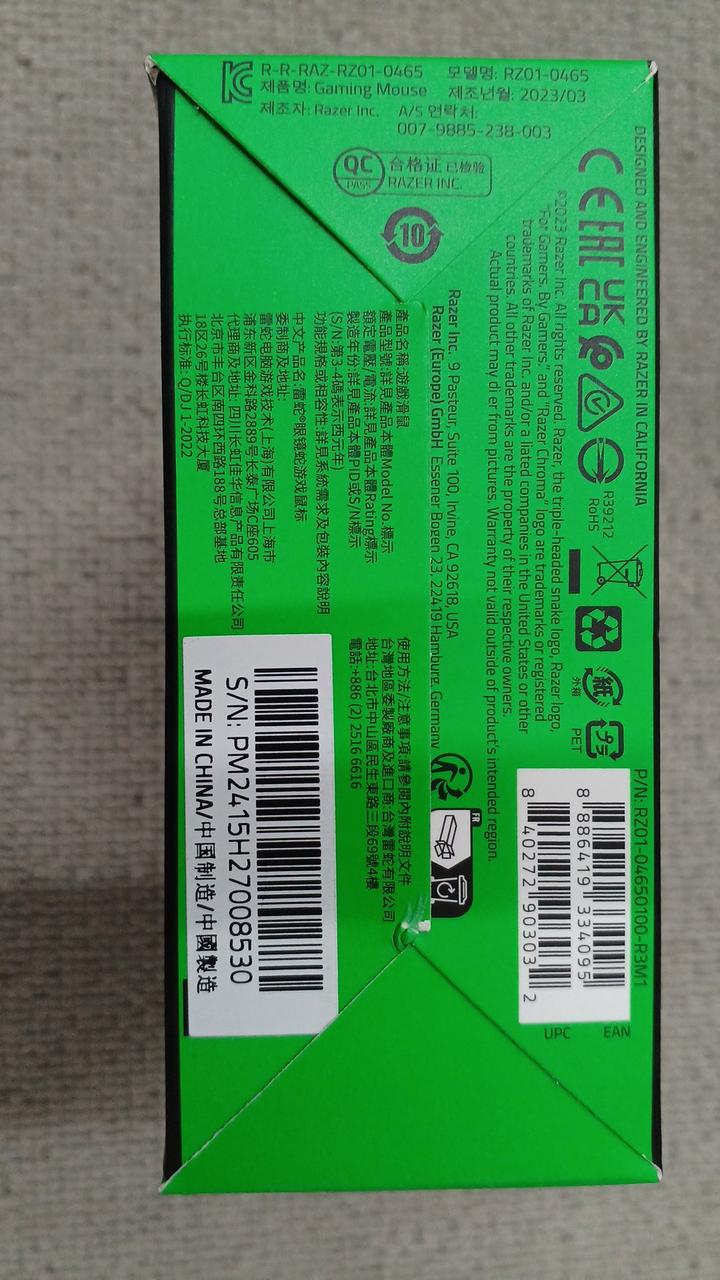 R-R-RAZ-RZ01-0465 모델명: RZ01-0465
제품명: Gaming Mouse 제조년월: 2023/03
제조자: Razer Inc. A/S 연락처:
007-9885-238-003
QC
PASS
合格证 已检验
RAZER INC.
10
DESIGNED AND ENGINEERED BY RAZER IN CALIFORNIA
CE EAC UK
CA
R39212
RoHS
外箱
PET
©2023 Razer Inc. All rights reserved. Razer, the triple-headed snake logo, Razer logo,
"For Gamers. By Gamers." and "Razer Chroma" logo are trademarks or registered
trademarks of Razer Inc. and/or a liated companies in the United States or other
countries. All other trademarks are the property of their respective owners.
Actual product may di er from pictures. Warranty not valid outside of product's intended region.
Razer Inc. 9 Pasteur, Suite 100, Irvine, CA 92618, USA
Razer (Europe) GmbH, Essener Bogen 23, 22419 Hamburg, Germany
FR
P/N: RZ01-04650100-R3M1
8 886419 334095
EAN
8 40272 90303 2
UPC
產品名稱:遊戲滑鼠
產品型號:詳見產品本體Model No.標示
額定電壓/電流:詳見產品本體Rating標示
製造年份:詳見產品本體PID或S/N標示
(S/N:第3-4碼表示西元年)
功能規格或相容性:詳見系統需求及包裝內容說明
使用方法/注意事項:請參閱內附說明文件
台灣地區委製廠商及進口商:台灣雷蛇有限公司
地址:台北市中山區民生東路三段69號4樓
電話:+886 (2) 2516 6616
中文产品名: 雷蛇®眼镜蛇游戏鼠标
委制商及地址:
雷蛇电脑游戏技术(上海)有限公司上海市
浦东新区金科路2889号长泰广场C座605
代理商及地址: 四川长虹佳华信息产品有限责任公司
北京市丰台区南四环西路188号总部基地
18区26号楼长虹科技大厦
执行标准: Q/DJ 1-2022
S/N: PM2415H27008530
MADE IN CHINA/中国制造/中國製造